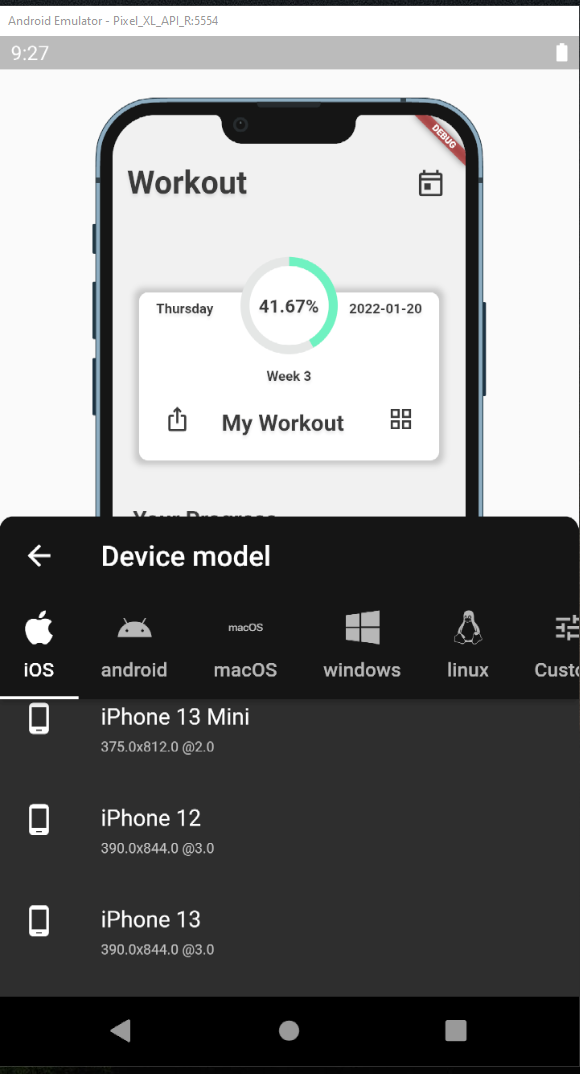 Android Emulator - Pixel_XL_API_R:5554
9:27
DEBUG
Workout
Thursday
41.67%
2022-01-20
Week 3
My Workout
Your Progress
Device model
macOS
iOS
android
macOS
windows
linux
Custo
iPhone 13 Mini
375.0x812.0 @2.0
iPhone 12
390.0x844.0 @3.0
iPhone 13
390.0x844.0 @3.0